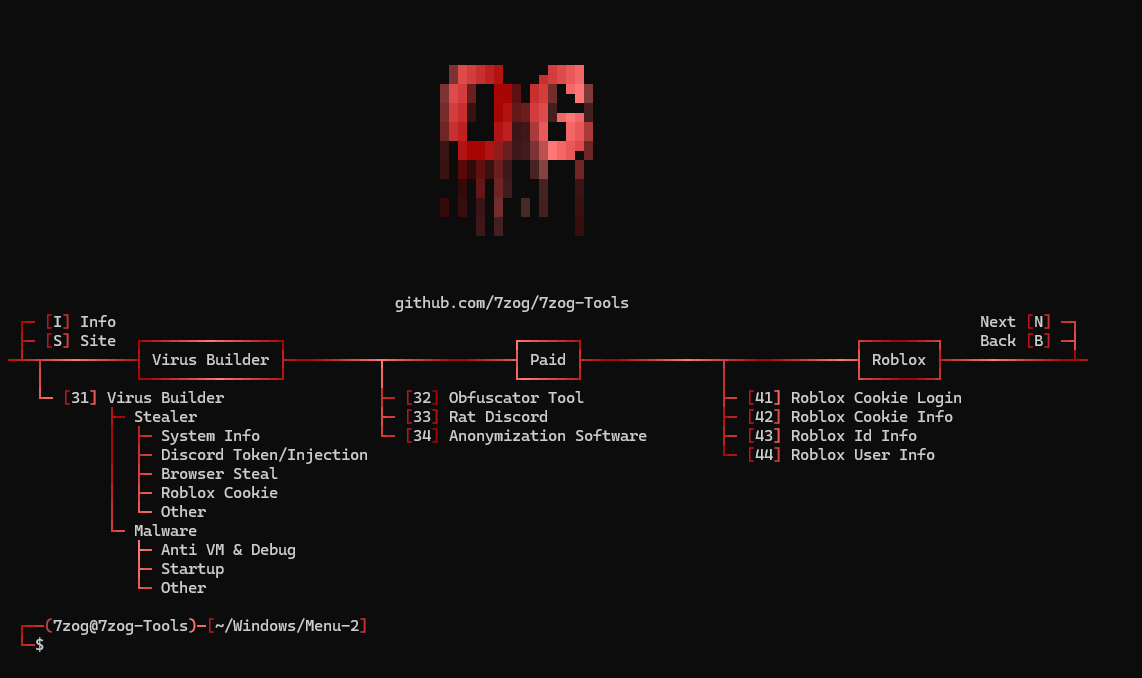 github.com/7zog/7zog-Tools
[I] Info Next [N]
[S] Site Back [B]
Virus Builder Paid Roblox
[31] Virus Builder [32] Obfuscator Tool [41] Roblox Cookie Login
Stealer [33] Rat Discord [42] Roblox Cookie Info
System Info [34] Anonymization Software [43] Roblox Id Info
Discord Token/Injection [44] Roblox User Info
Browser Steal
Roblox Cookie
Other
Malware
Anti VM & Debug
Startup
Other
(7zog@7zog-Tools)-[~/Windows/Menu-2]
$